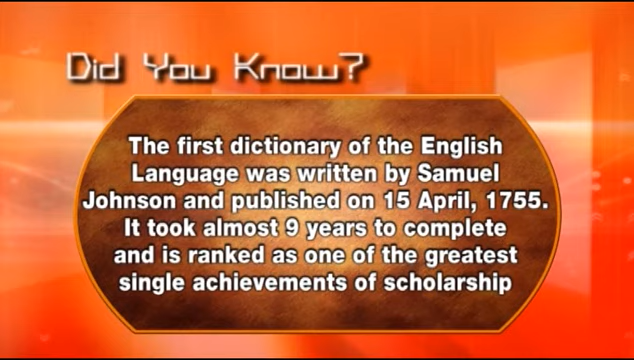 Did You Know?
The first dictionary of the English
Language was written by Samuel
Johnson and published on 15 April, 1755.
It took almost 9 years to complete
and is ranked as one of the greatest
single achievements of scholarship